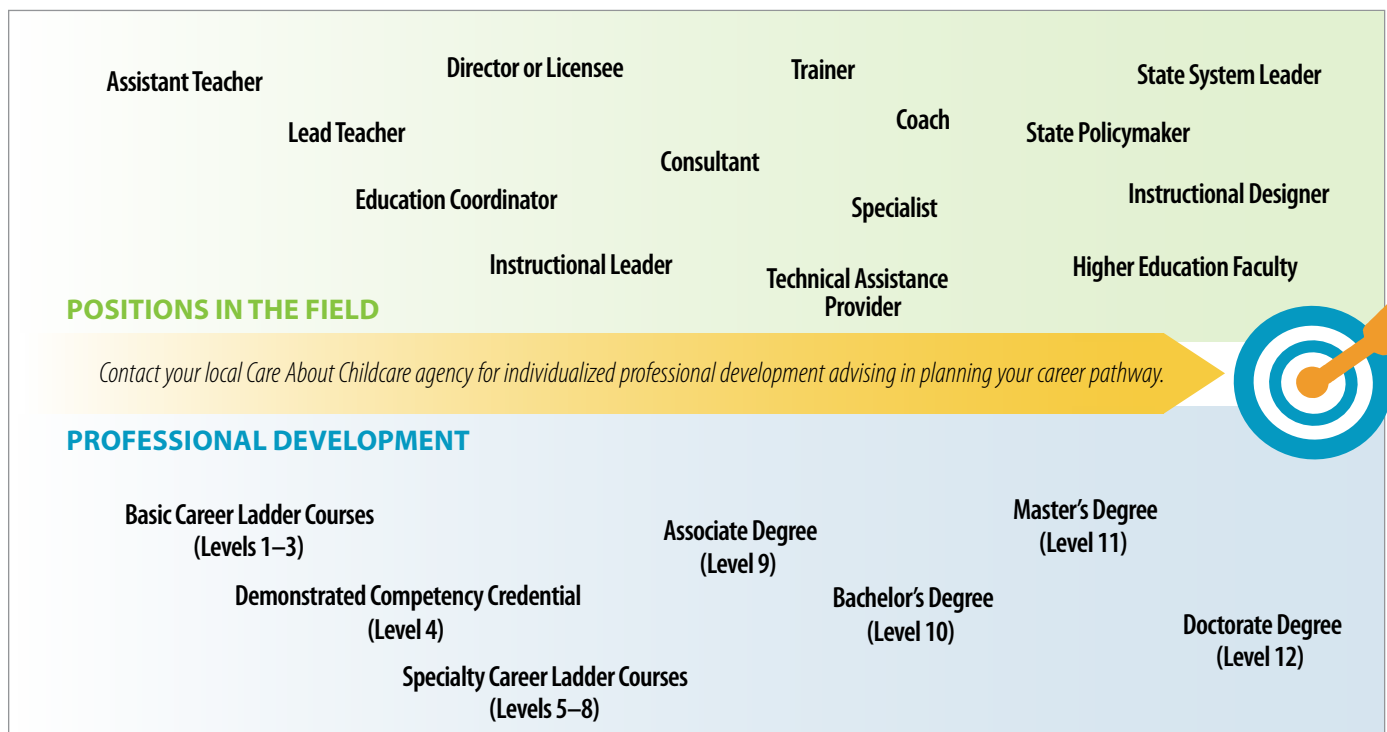 Assistant Teacher
Director or Licensee
Trainer
State System Leader
Lead Teacher
Coach
State Policymaker
Consultant
Education Coordinator
Specialist
Instructional Designer
Instructional Leader
Technical Assistance
Provider
Higher Education Faculty
POSITIONS IN THE FIELD
Contact your local Care About Childcare agency for individualized professional development advising in planning your career pathway.
PROFESSIONAL DEVELOPMENT
Basic Career Ladder Courses
(Levels 1–3)
Associate Degree
(Level 9)
Master’s Degree
(Level 11)
Demonstrated Competency Credential
(Level 4)
Bachelor’s Degree
(Level 10)
Doctorate Degree
(Level 12)
Specialty Career Ladder Courses
(Levels 5–8)